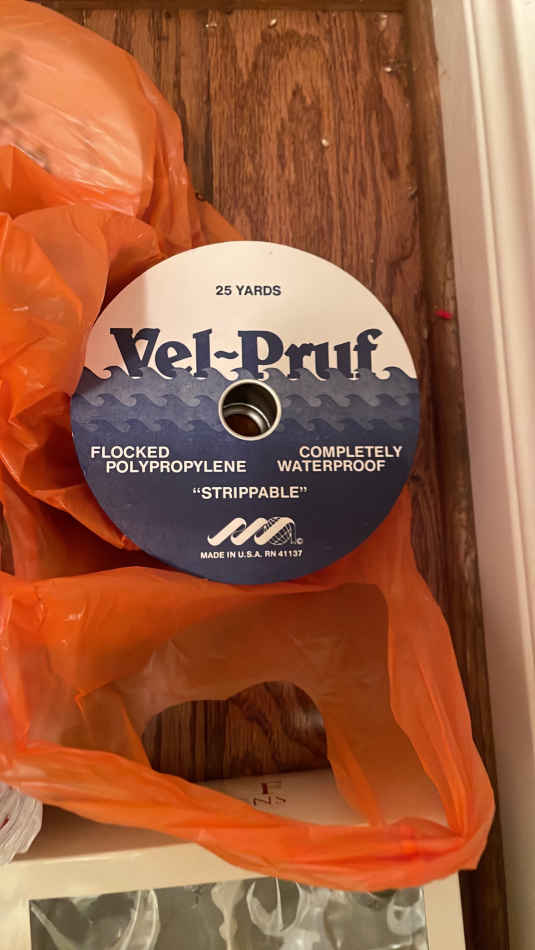 25 YARDS
Vel~Pruf
FLOCKED
POLYPROPYLENE
COMPLETELY
WATERPROOF
“STRIPPABLE”
MADE IN U.S.A. RN 41137